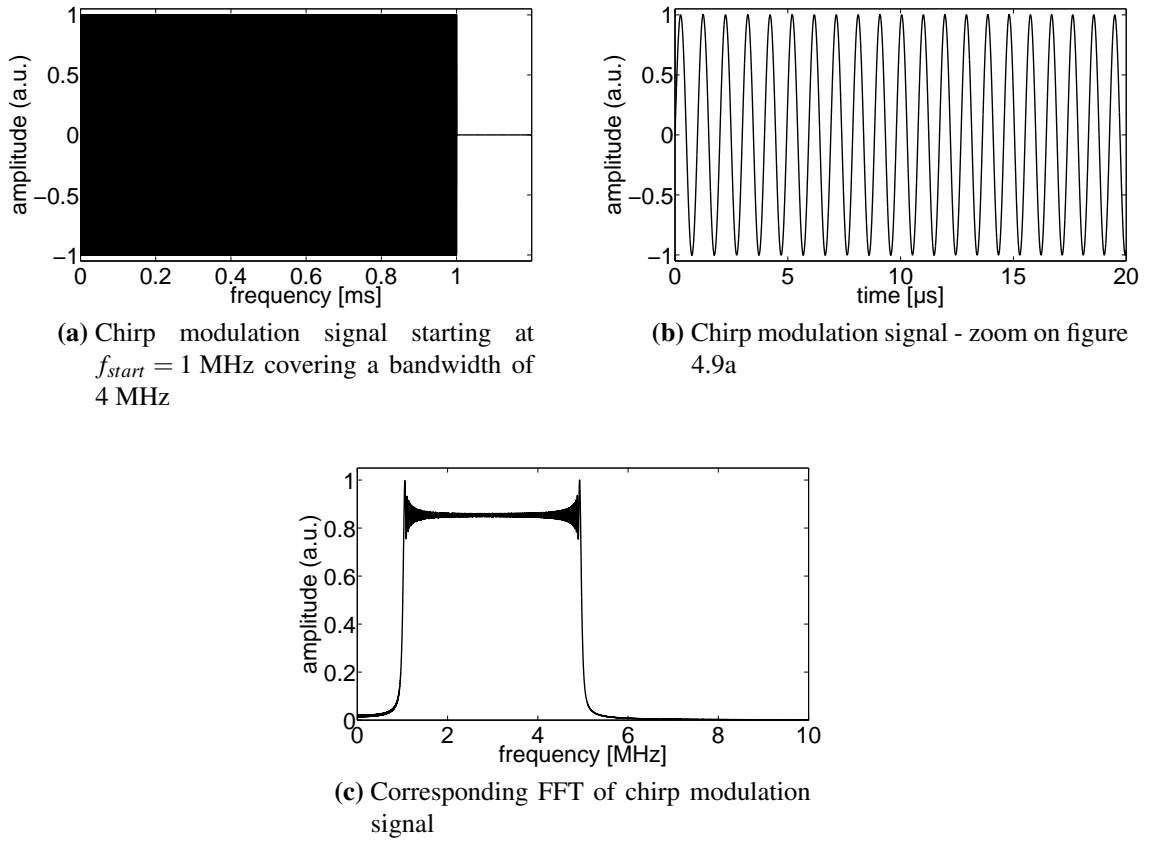 1
0.5
0
−0.5
−1
amplitude (a.u.)
0 0.2 0.4 0.6 0.8 1
frequency [ms]
(a) Chirp modulation signal starting at
f_start = 1 MHz covering a bandwidth of
4 MHz
1
0.5
0
−0.5
−1
amplitude (a.u.)
0 5 10 15 20
time [µs]
(b) Chirp modulation signal - zoom on figure
4.9a
1
0.8
0.6
0.4
0.2
0
amplitude (a.u.)
0 2 4 6 8 10
frequency [MHz]
(c) Corresponding FFT of chirp modulation
signal